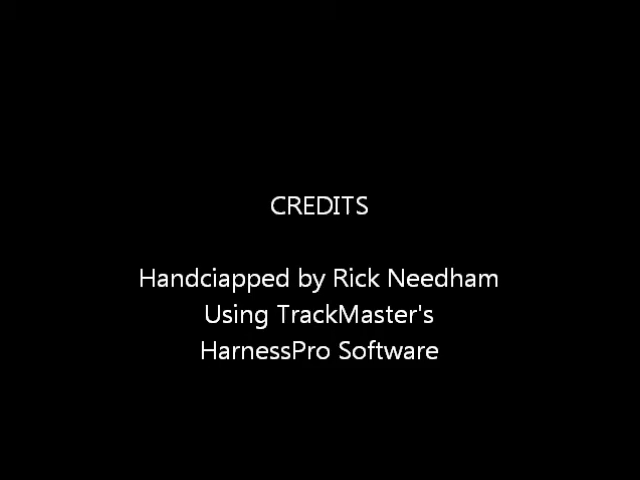 CREDITS
Handciapped by Rick Needham
Using TrackMaster's
HarnessPro Software